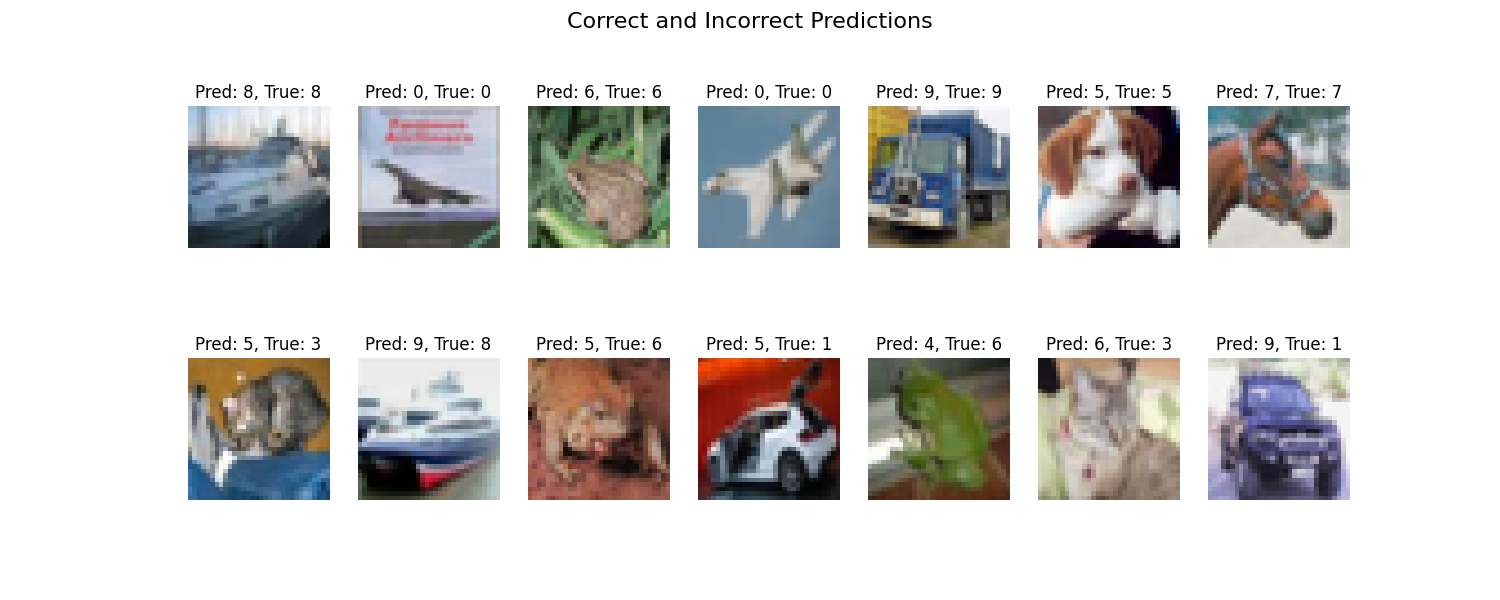 Correct and Incorrect Predictions
Pred: 8, True: 8
Pred: 0, True: 0
Pred: 6, True: 6
Pred: 0, True: 0
Pred: 9, True: 9
Pred: 5, True: 5
Pred: 7, True: 7
Pred: 5, True: 3
Pred: 9, True: 8
Pred: 5, True: 6
Pred: 5, True: 1
Pred: 4, True: 6
Pred: 6, True: 3
Pred: 9, True: 1